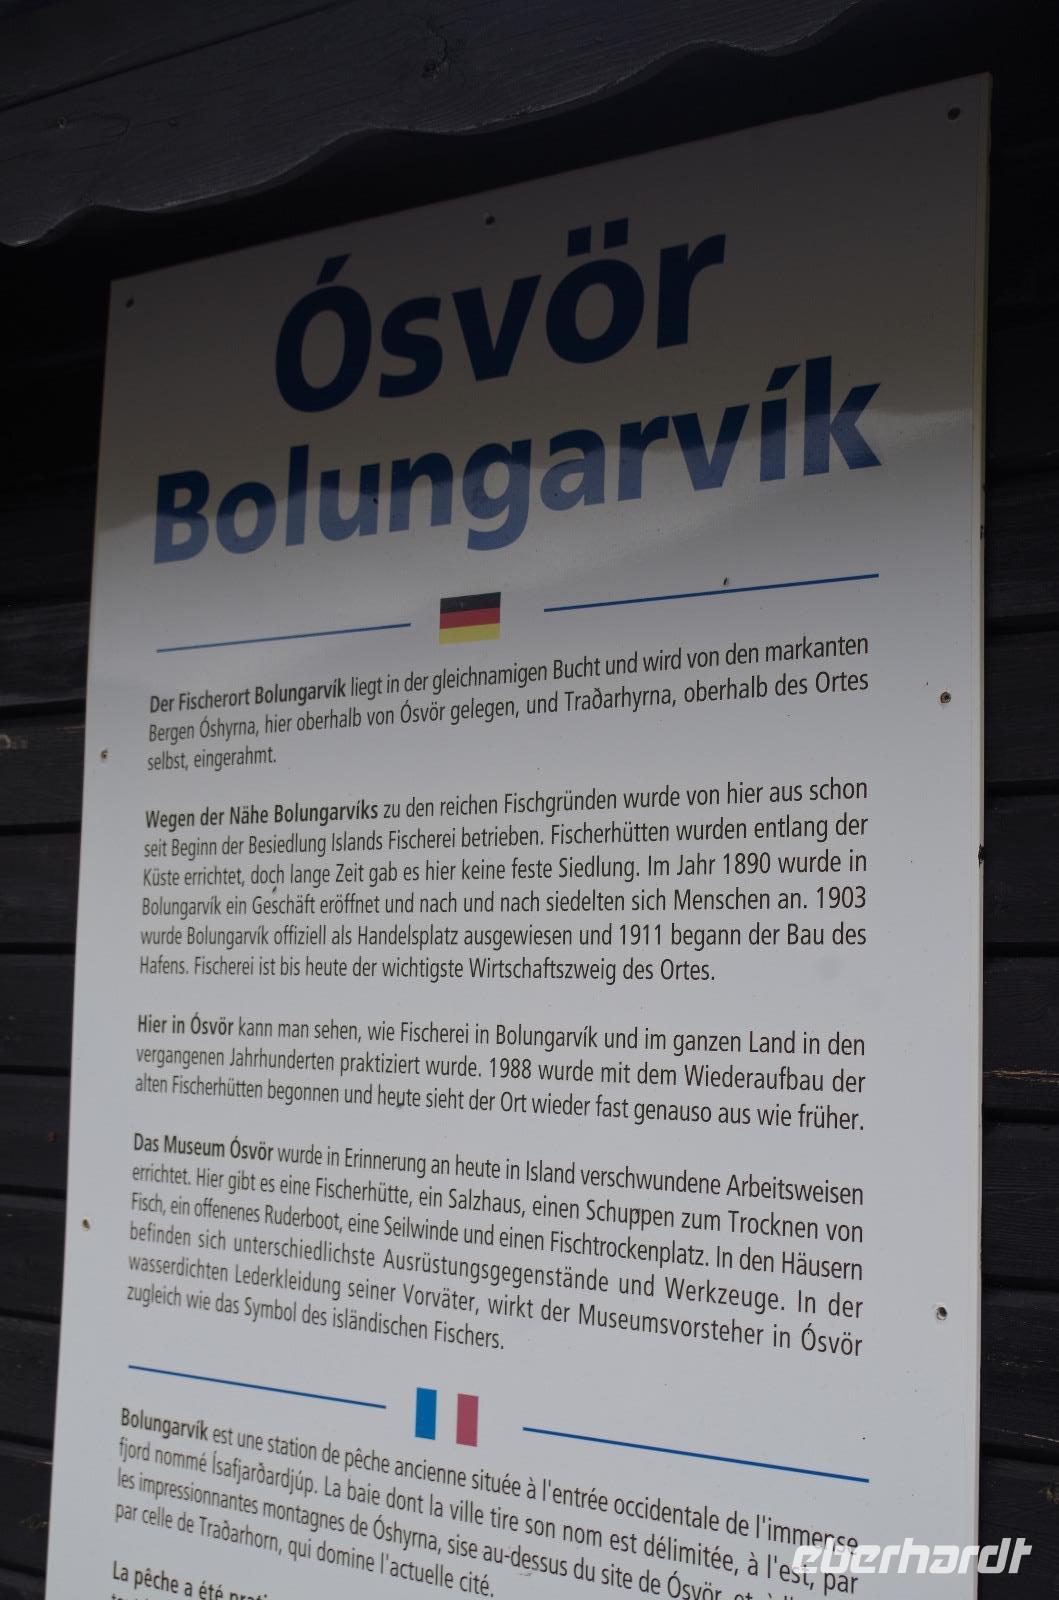 Ósvör
Bolungarvík
Der Fischerort Bolungarvík liegt in der gleichnamigen Bucht und wird von den markanten
Bergen Óshyrna, hier oberhalb von Ósvör gelegen, und Traðarhyrna, oberhalb des Ortes
selbst, eingerahmt.
Wegen der Nähe Bolungarvíks zu den reichen Fischgründen wurde von hier aus schon
seit Beginn der Besiedlung Islands Fischerei betrieben. Fischerhütten wurden entlang der
Küste errichtet, doch lange Zeit gab es hier keine feste Siedlung. Im Jahr 1890 wurde in
Bolungarvík ein Geschäft eröffnet und nach und nach siedelten sich Menschen an. 1903
wurde Bolungarvík offiziell als Handelsplatz ausgewiesen und 1911 begann der Bau des
Hafens. Fischerei ist bis heute der wichtigste Wirtschaftszweig des Ortes.
Hier in Ósvör kann man sehen, wie Fischerei in Bolungarvík und im ganzen Land in den
vergangenen Jahrhunderten praktiziert wurde. 1988 wurde mit dem Wiederaufbau der
alten Fischerhütten begonnen und heute sieht der Ort wieder fast genauso aus wie früher.
Das Museum Ósvör wurde in Erinnerung an heute in Island verschwundene Arbeitsweisen
errichtet. Hier gibt es eine Fischerhütte, ein Salzhaus, einen Schuppen zum Trocknen von
Fisch, ein offenenes Ruderboot, eine Seilwinde und einen Fischtrockenplatz. In den Häusern
befinden sich unterschiedlichste Ausrüstungsgegenstände und Werkzeuge. In der
wasserdichten Lederkleidung seiner Vorväter, wirkt der Museumsvorsteher in Ósvör
zugleich wie das Symbol des isländischen Fischers.
Bolungarvík est une station de pêche ancienne située à l'entrée occidentale de l'immense
fjord nommé Ísafjarðardjúp. La baie dont la ville tire son nom est délimitée, à l'est, par
les impressionnantes montagnes de Óshyrna, sise au-dessus du site de Ósvör, et
par celle de Traðarhorn, qui domine l'actuelle cité.
La pêche a été
eberhardt